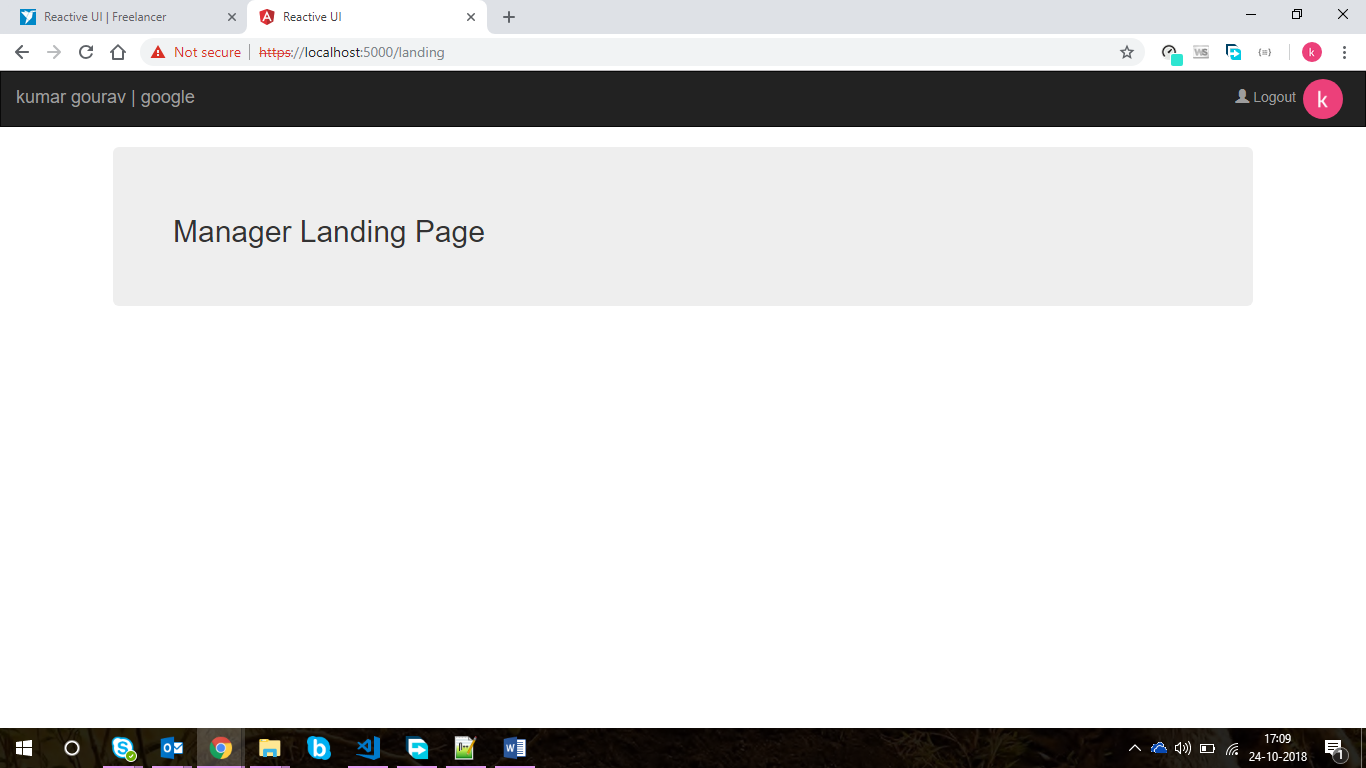 Reactive UI | Freelancer
Reactive UI
Not secure
https://localhost:5000/landing
k
kumar gourav | google
Logout
k
Manager Landing Page
17:09
24-10-2018
1